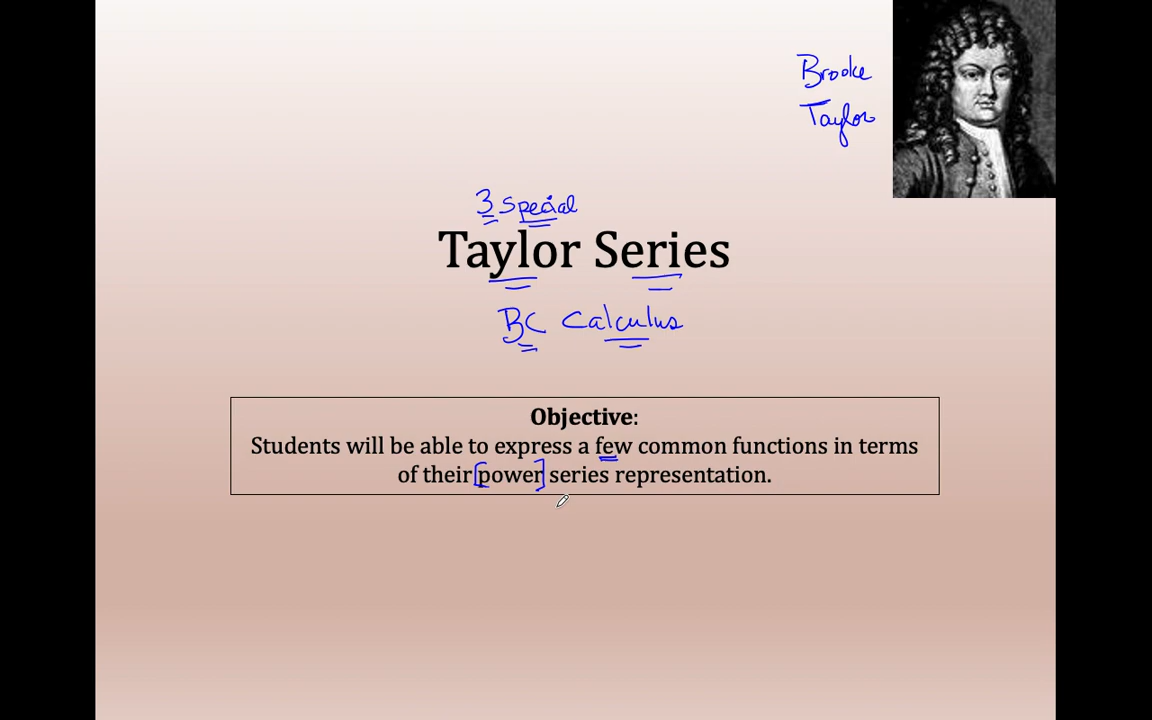 Brooke
Taylor
3 special
Taylor Series
BC Calculus
Objective:
Students will be able to express a few common functions in terms
of their [power] series representation.